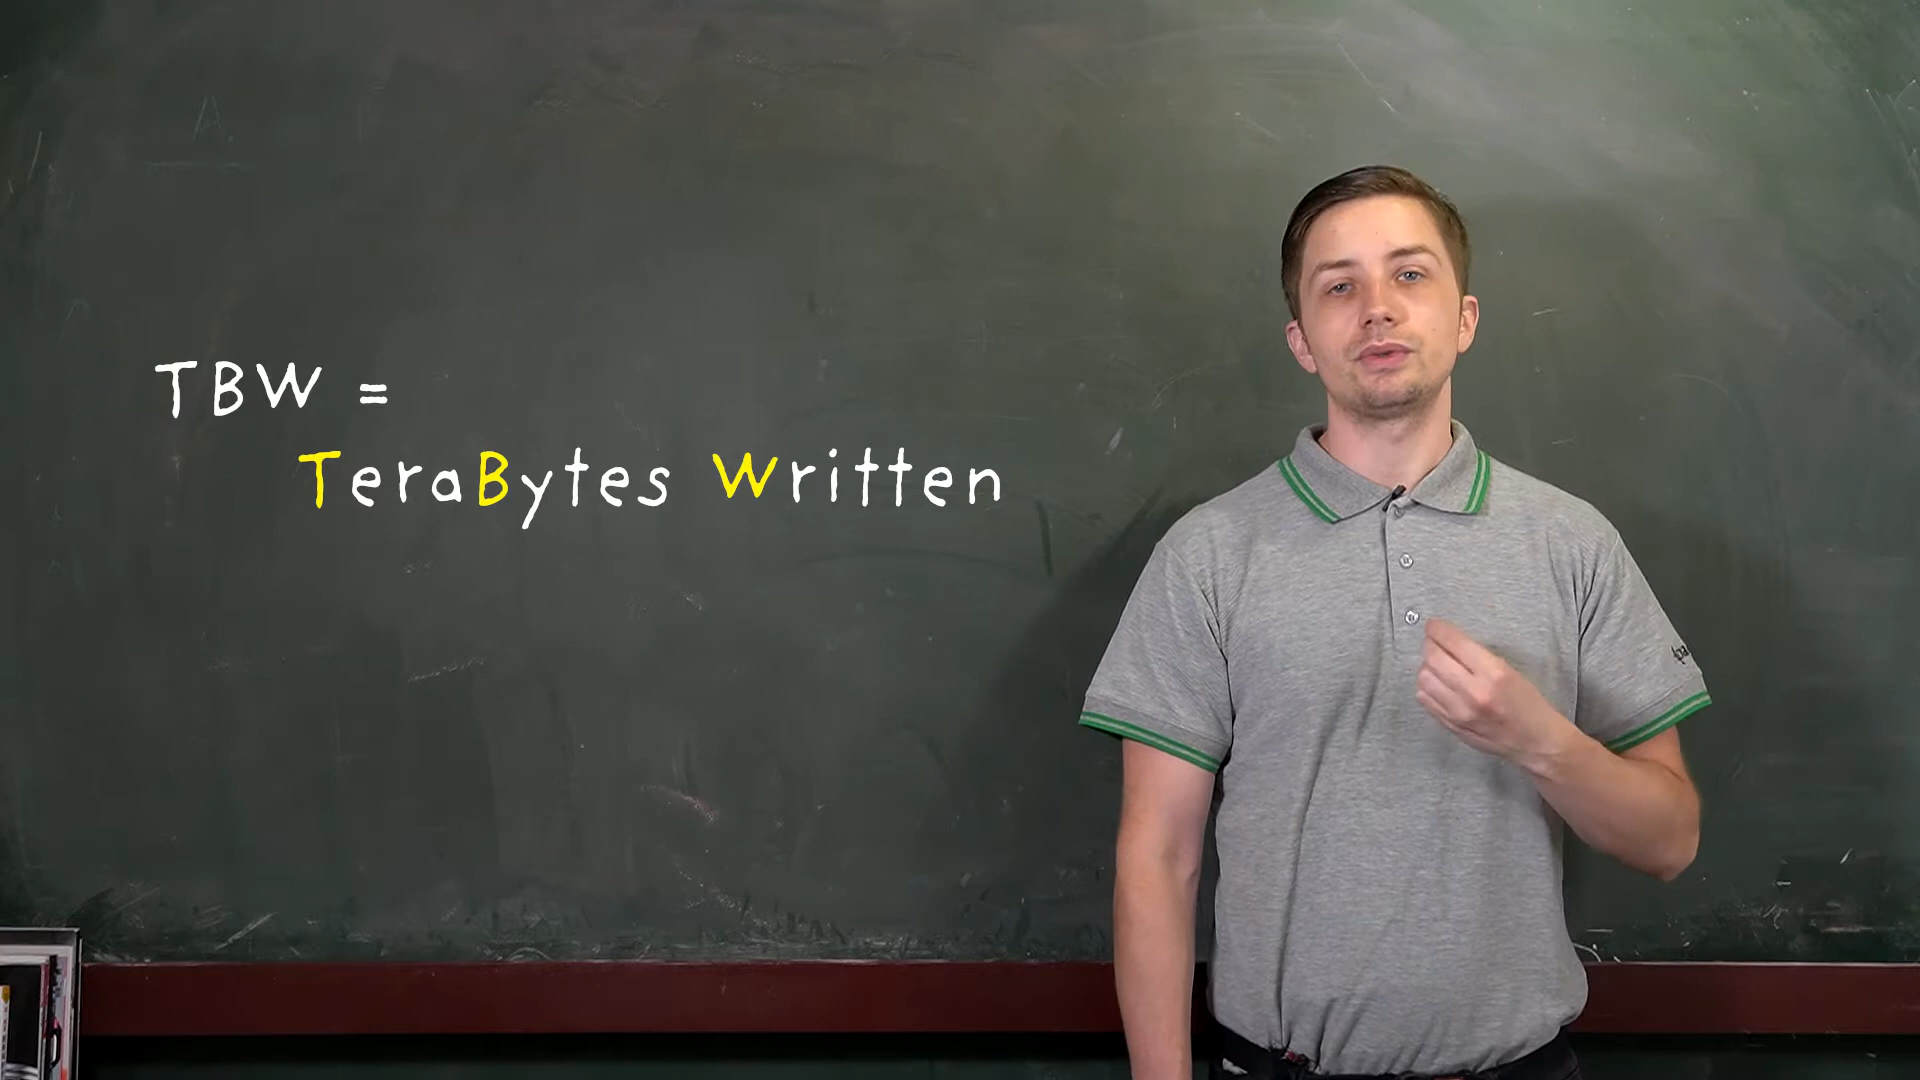 TBW =
TeraBytes Written